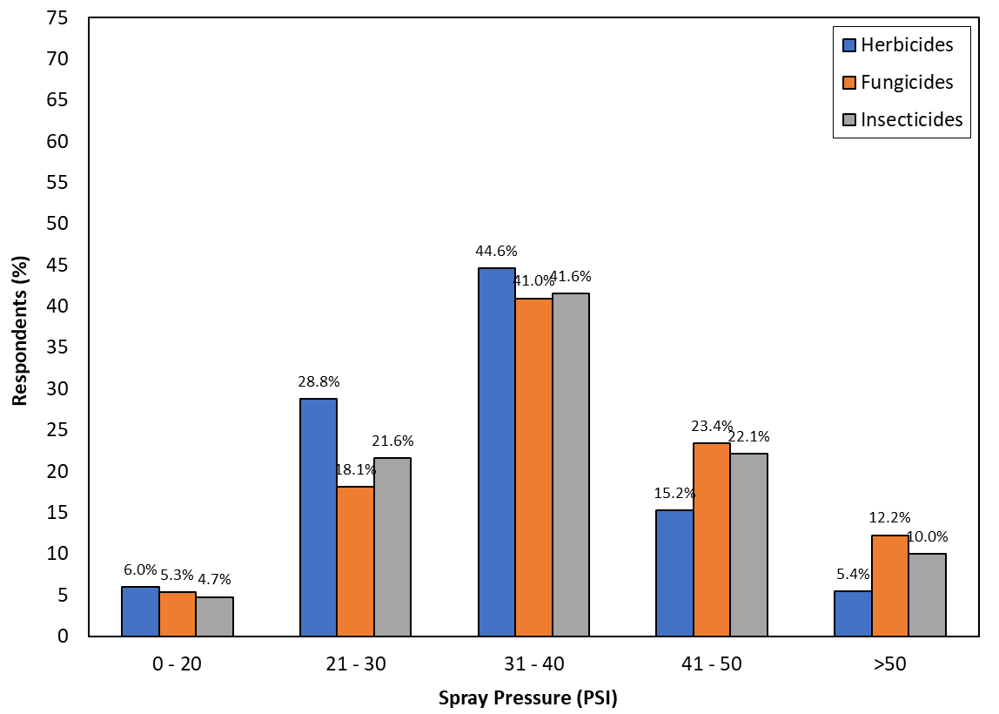 75
70
65
60
55
50
45
40
35
30
25
20
15
10
5
0
Respondents (%)
Herbicides
Fungicides
Insecticides
6.0% 5.3% 4.7%
28.8% 18.1% 21.6%
44.6% 41.0% 41.6%
15.2% 23.4% 22.1%
5.4% 12.2% 10.0%
0 - 20 21 - 30 31 - 40 41 - 50 >50
Spray Pressure (PSI)